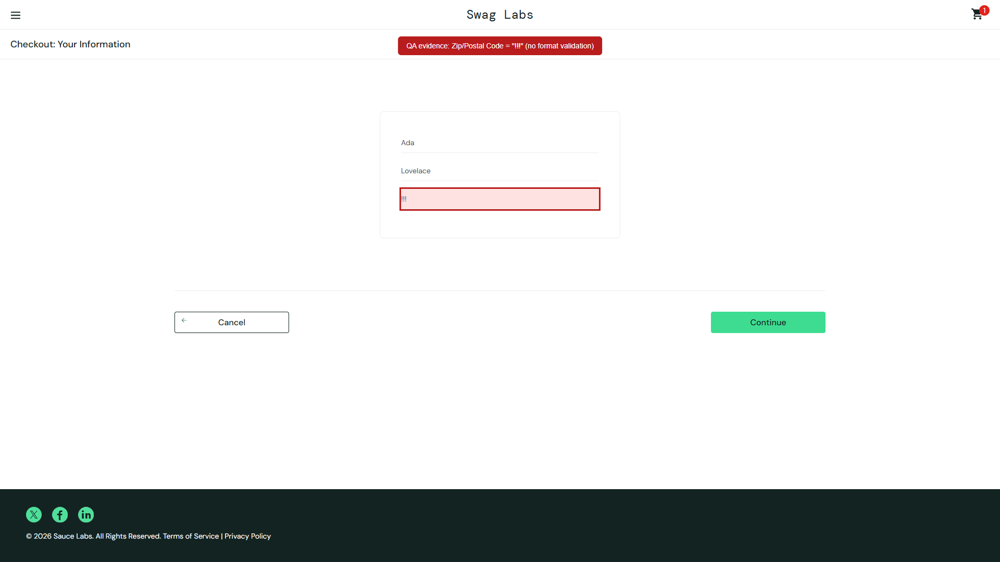 Swag Labs
1
Checkout: Your Information
QA evidence: Zip/Postal Code = "!!!" (no format validation)
Ada
Lovelace
!!!
Cancel
Continue
© 2026 Sauce Labs. All Rights Reserved. Terms of Service | Privacy Policy